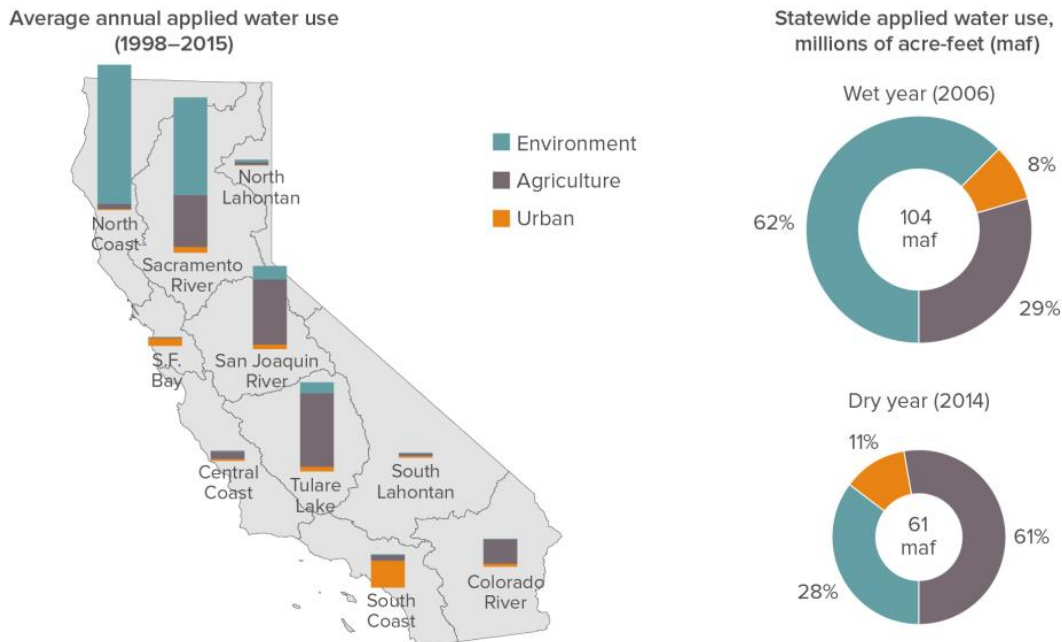 Average annual applied water use
(1998–2015)
North
Coast
Sacramento
River
North
Lahontan
S.F.
Bay
San Joaquin
River
Central
Coast
Tulare
Lake
South
Lahontan
South
Coast
Colorado
River
Environment
Agriculture
Urban
Statewide applied water use,
millions of acre-feet (maf)
Wet year (2006)
8%
62%
104
maf
29%
Dry year (2014)
11%
61
maf
61%
28%